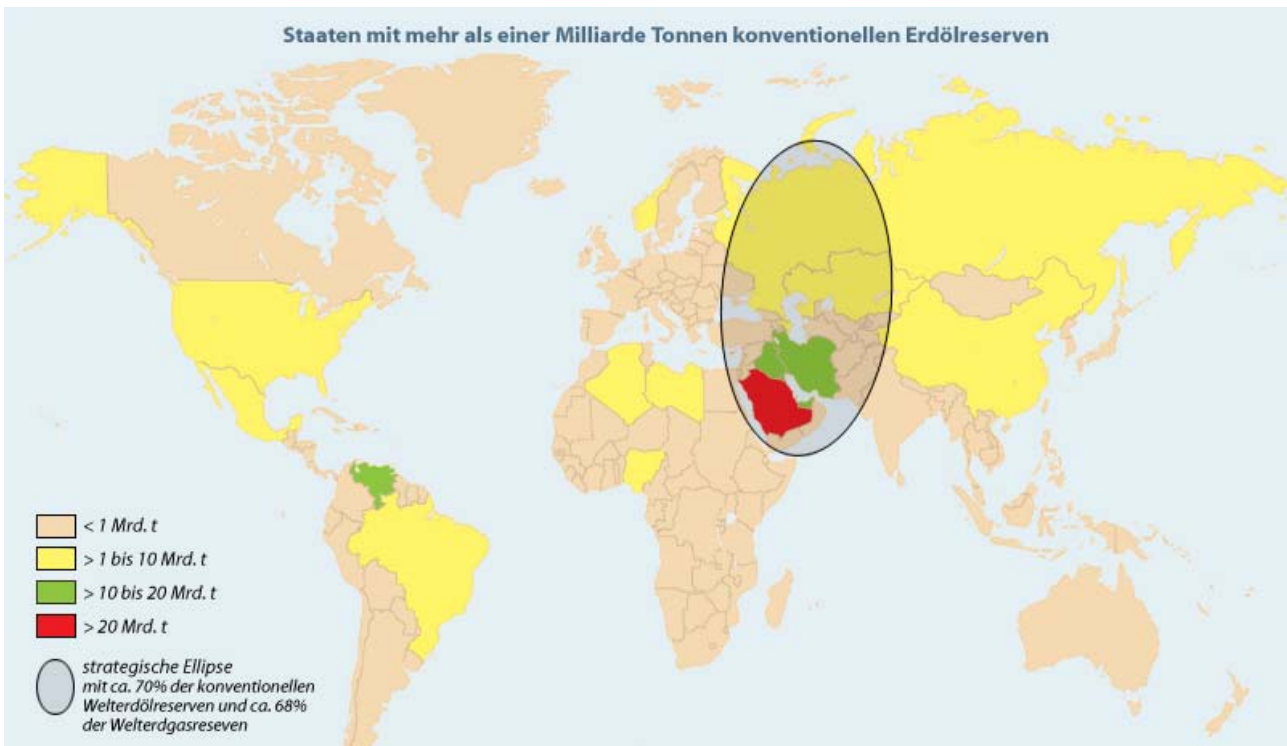 Staaten mit mehr als einer Milliarde Tonnen konventionellen Erdölreserven
< 1 Mrd. t
> 1 bis 10 Mrd. t
> 10 bis 20 Mrd. t
> 20 Mrd. t
strategische Ellipse
mit ca. 70% der konventionellen
Welterdölreserven und ca. 68%
der Welterdgasreseven